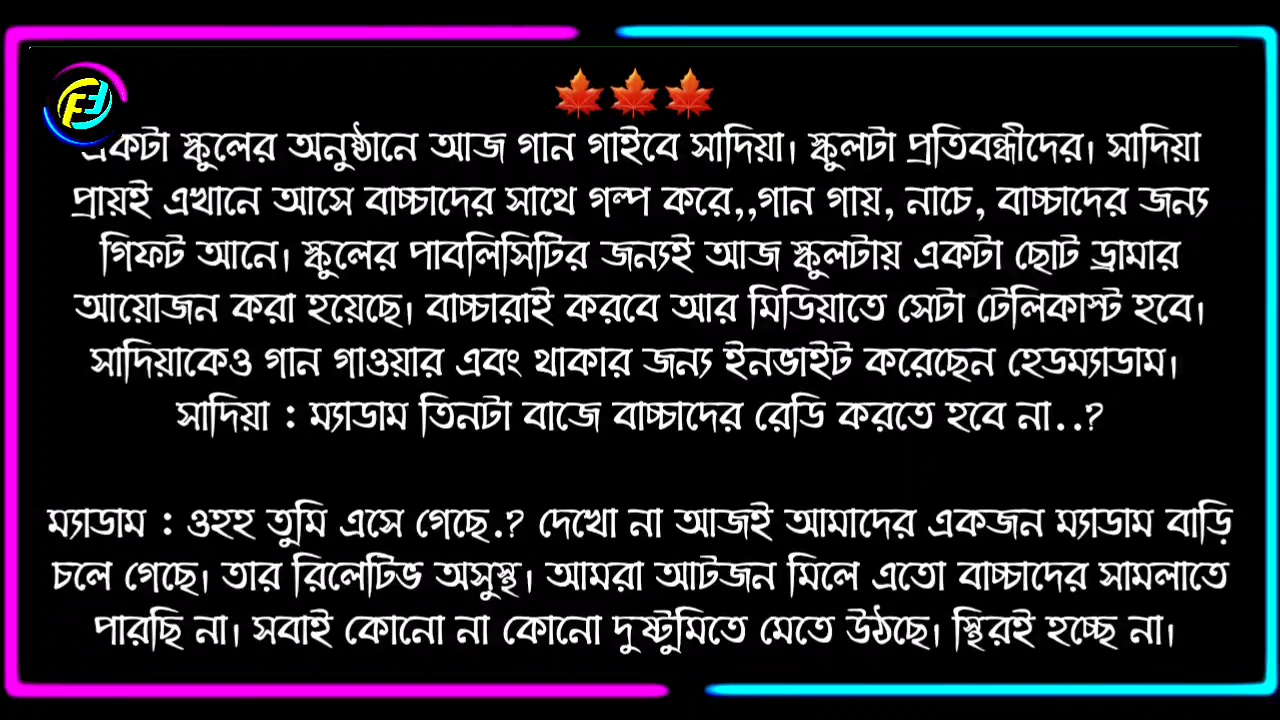 একটা স্কুলের অনুষ্ঠানে আজ গান গাইবে সাদিয়া। স্কুলটা প্রতিবন্ধীদের। সাদিয়া
প্রায়ই এখানে আসে বাচ্চাদের সাথে গল্প করে,,গান গায়, নাচে, বাচ্চাদের জন্য
গিফট আনে। স্কুলের পাবলিসিটির জন্যই আজ স্কুলটায় একটা ছোট ড্রামার
আয়োজন করা হয়েছে। বাচ্চারাই করবে আর মিডিয়াতে সেটা টেলিকাস্ট হবে।
সাদিয়াকেও গান গাওয়ার এবং থাকার জন্য ইনভাইট করেছেন হেডম্যাডাম।
সাদিয়া : ম্যাডাম তিনটা বাজে বাচ্চাদের রেডি করতে হবে না..?
ম্যাডাম : ওহহ তুমি এসে গেছে.? দেখো না আজই আমাদের একজন ম্যাডাম বাড়ি
চলে গেছে। তার রিলেটিভ অসুস্থ। আমরা আটজন মিলে এতো বাচ্চাদের সামলাতে
পারছি না। সবাই কোনো না কোনো দুষ্টুমিতে মেতে উঠছে। স্থিরই হচ্ছে না।